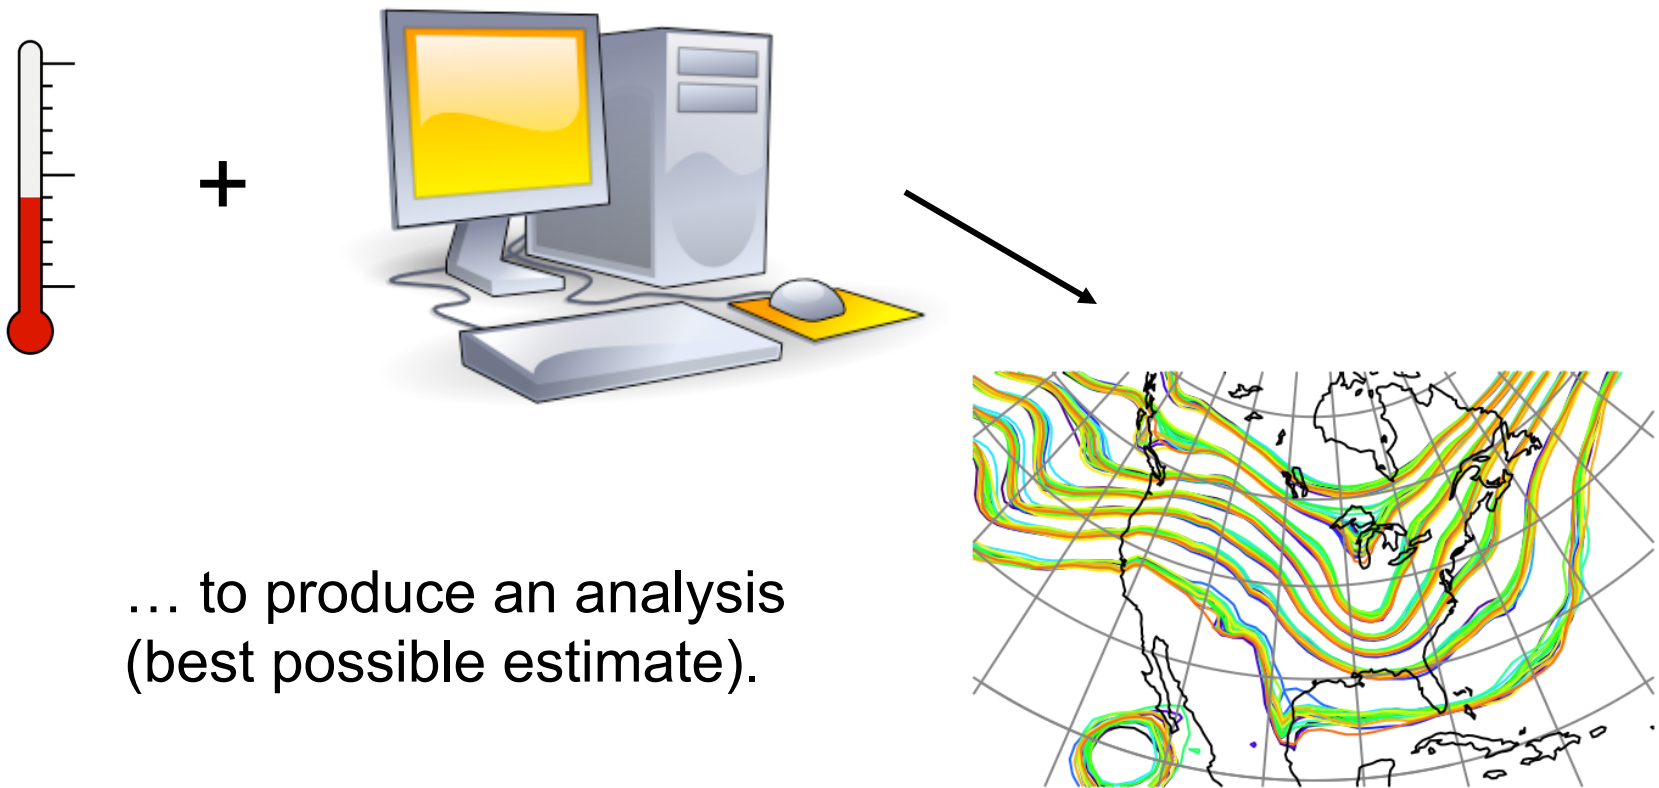 +
… to produce an analysis
(best possible estimate).